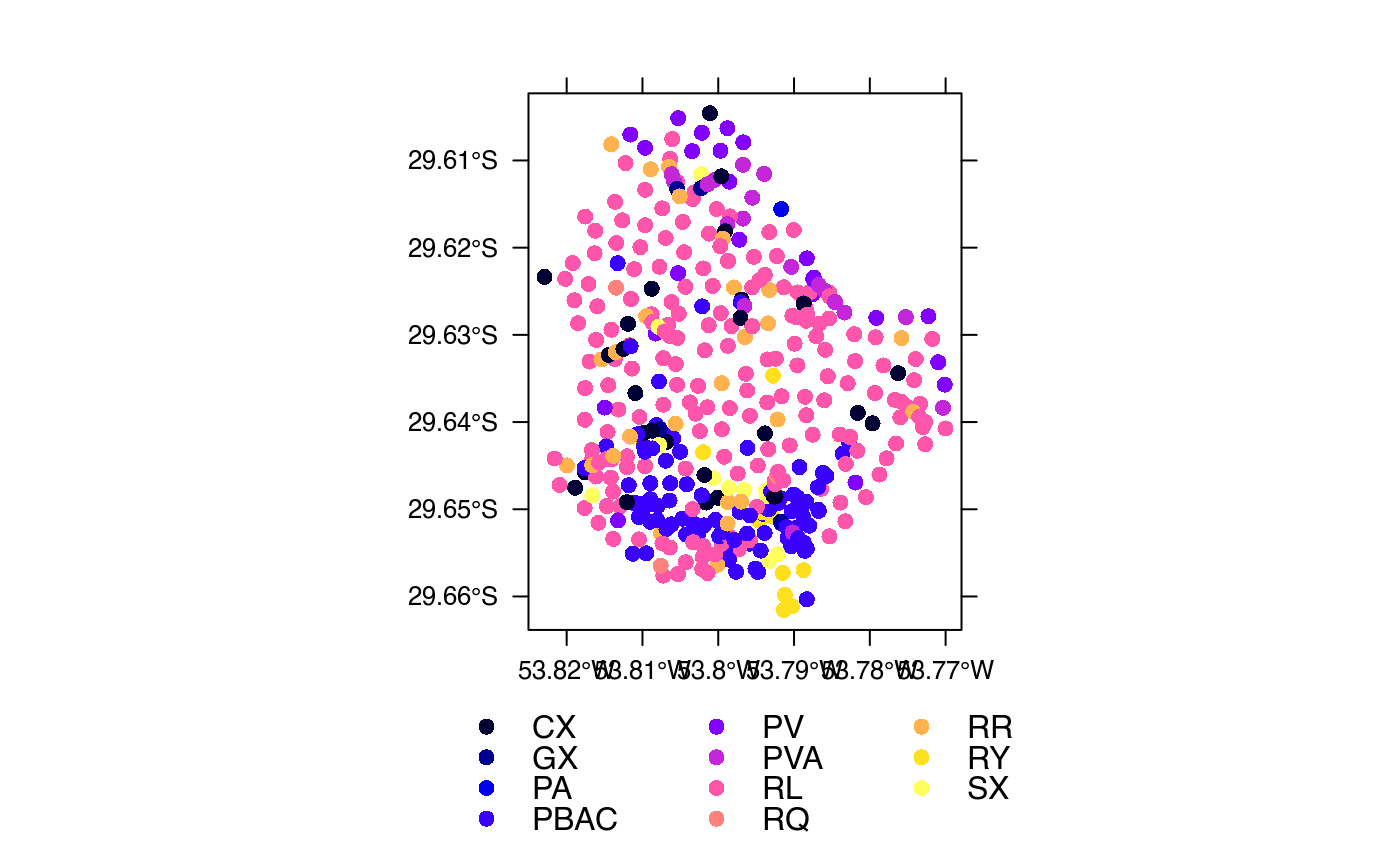 29.61°S
29.62°S
29.63°S
29.64°S
29.65°S
29.66°S
53.82°W 53.81°W 53.8°W 53.79°W 53.78°W 53.77°W
CX PV RR
GX PVA RY
PA RL SX
PBAC RQ